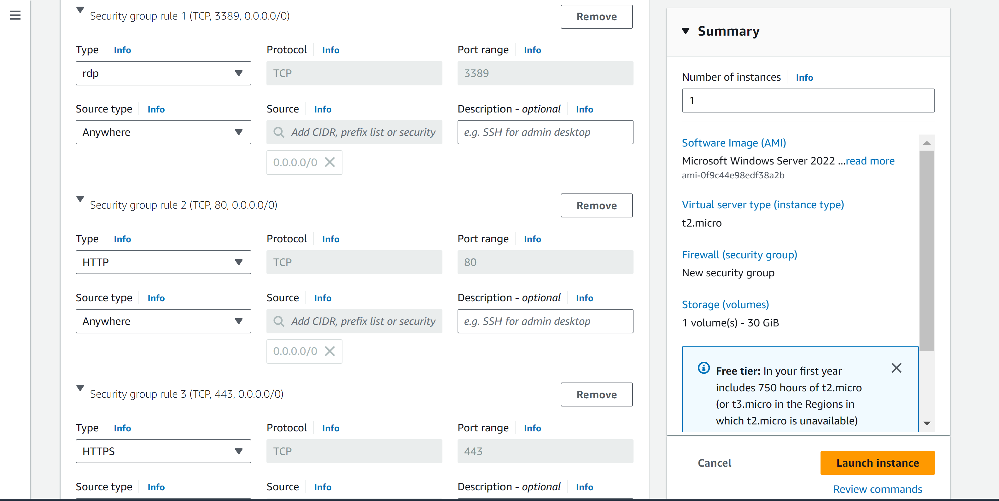 Security group rule 1 (TCP, 3389, 0.0.0.0/0)
Remove
Type Info
Protocol Info
Port range Info
rdp
TCP
3389
Source type Info
Source Info
Description - optional Info
Anywhere
Add CIDR, prefix list or security
e.g. SSH for admin desktop
0.0.0.0/0
Security group rule 2 (TCP, 80, 0.0.0.0/0)
Remove
Type Info
Protocol Info
Port range Info
HTTP
TCP
80
Source type Info
Source Info
Description - optional Info
Anywhere
Add CIDR, prefix list or security
e.g. SSH for admin desktop
0.0.0.0/0
Security group rule 3 (TCP, 443, 0.0.0.0/0)
Remove
Type Info
Protocol Info
Port range Info
HTTPS
TCP
443
Source type Info
Source Info
Description - optional Info
Summary
Number of instances Info
1
Software Image (AMI)
Microsoft Windows Server 2022 ...read more
ami-0f9c44e98edf38a2b
Virtual server type (instance type)
t2.micro
Firewall (security group)
New security group
Storage (volumes)
1 volume(s) - 30 GiB
Free tier: In your first year
includes 750 hours of t2.micro
(or t3.micro in the Regions in
which t2.micro is unavailable)
Cancel
Launch instance
Review commands